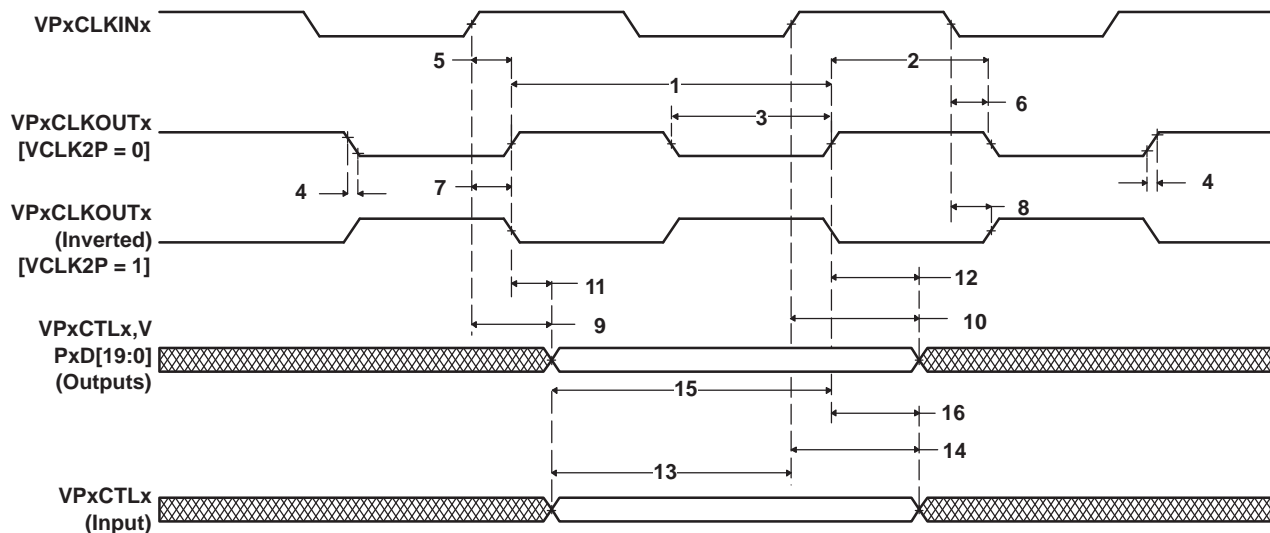 VPxCLKINx
5
1
2
6
VPxCLKOUTx
[VCLK2P = 0]
3
4
7
4
VPxCLKOUTx
(Inverted)
[VCLK2P = 1]
8
11
12
9
10
VPxCTLx,V
PxD[19:0]
(Outputs)
15
16
14
13
VPxCTLx
(Input)